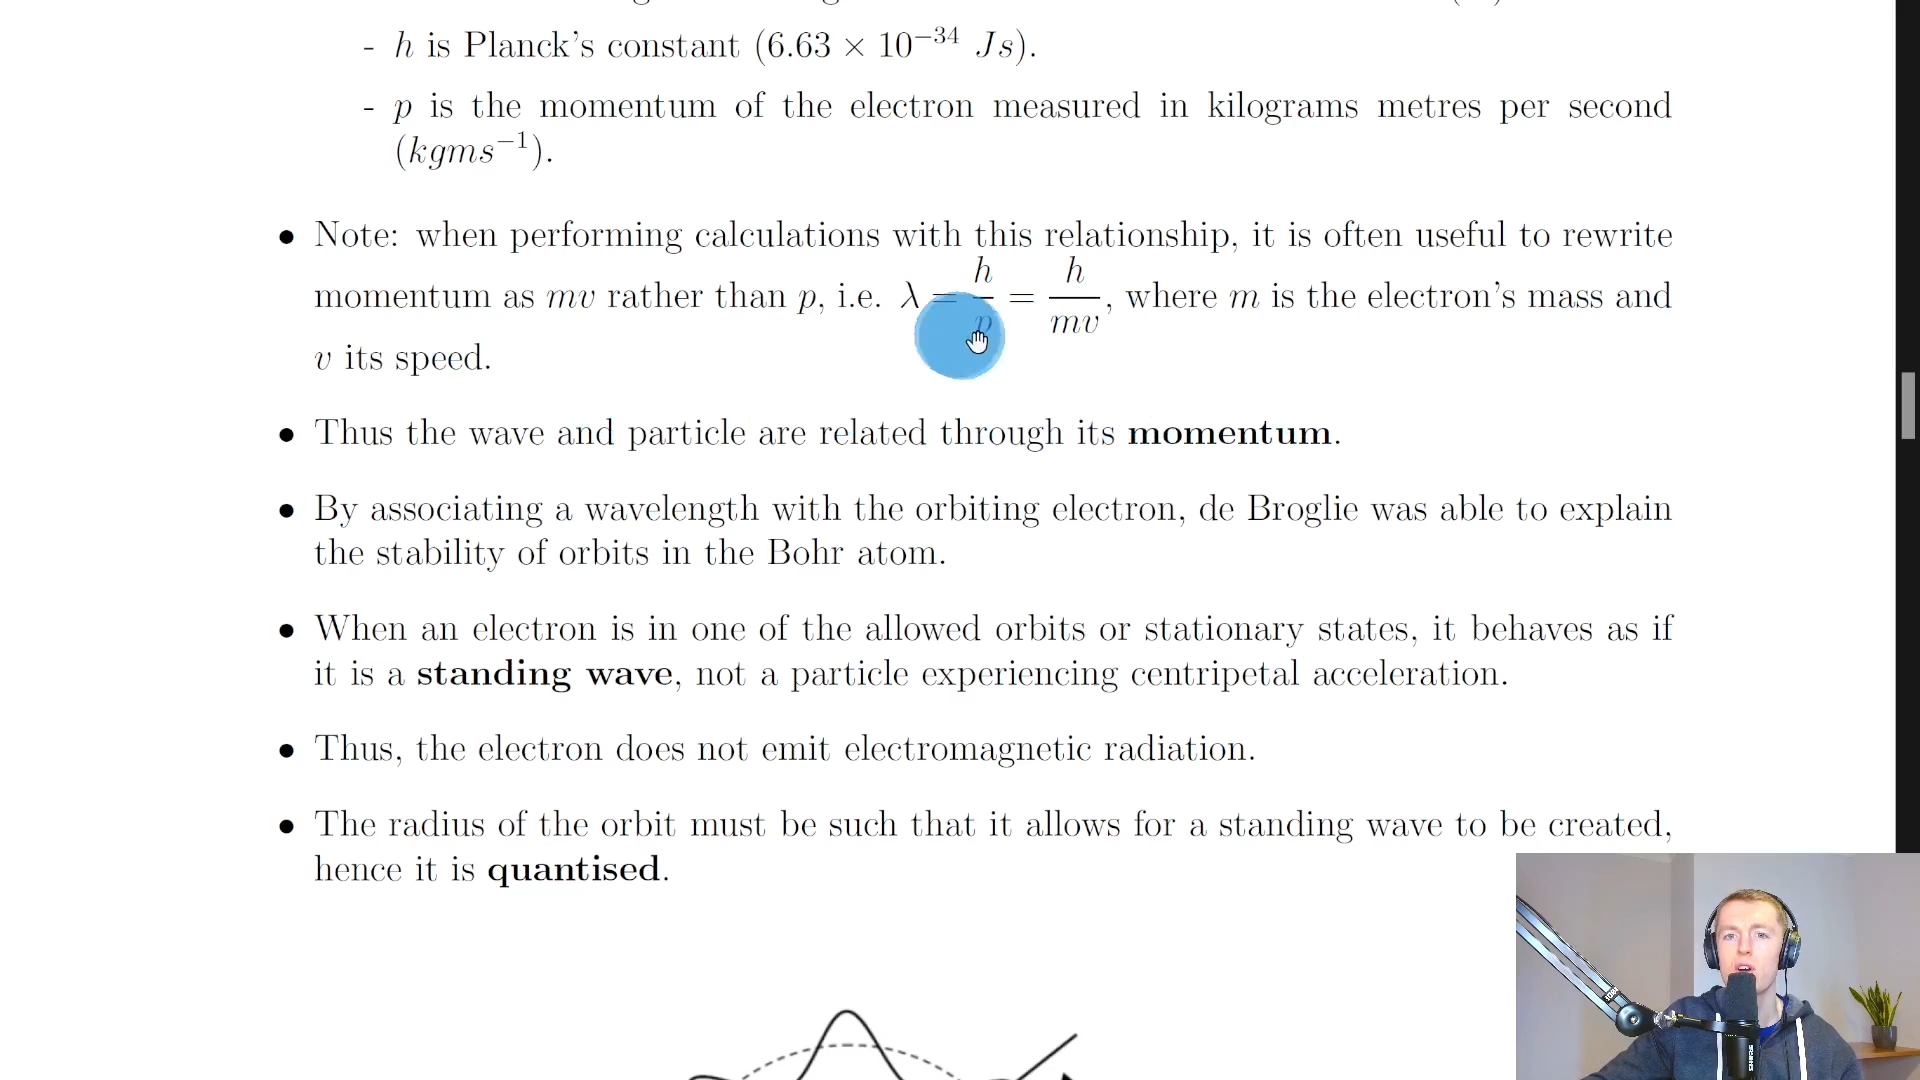 - h is Planck's constant (6.63 × 10⁻³⁴ Js).
- p is the momentum of the electron measured in kilograms metres per second
(kgms⁻¹).
• Note: when performing calculations with this relationship, it is often useful to rewrite
momentum as mv rather than p, i.e. λ = h/p = h/mv, where m is the electron's mass and
v its speed.
• Thus the wave and particle are related through its momentum.
• By associating a wavelength with the orbiting electron, de Broglie was able to explain
the stability of orbits in the Bohr atom.
• When an electron is in one of the allowed orbits or stationary states, it behaves as if
it is a standing wave, not a particle experiencing centripetal acceleration.
• Thus, the electron does not emit electromagnetic radiation.
• The radius of the orbit must be such that it allows for a standing wave to be created,
hence it is quantised.